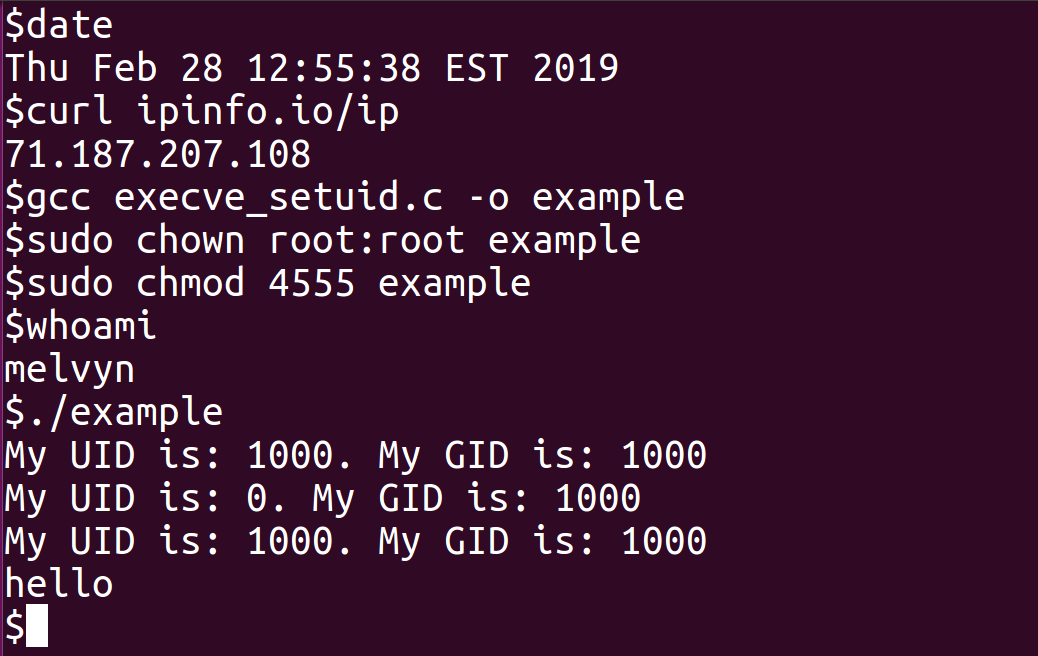 $date
Thu Feb 28 12:55:38 EST 2019
$curl ipinfo.io/ip
71.187.207.108
$gcc execve_setuid.c -o example
$sudo chown root:root example
$sudo chmod 4555 example
$whoami
melvyn
$./example
My UID is: 1000. My GID is: 1000
My UID is: 0. My GID is: 1000
My UID is: 1000. My GID is: 1000
hello
$